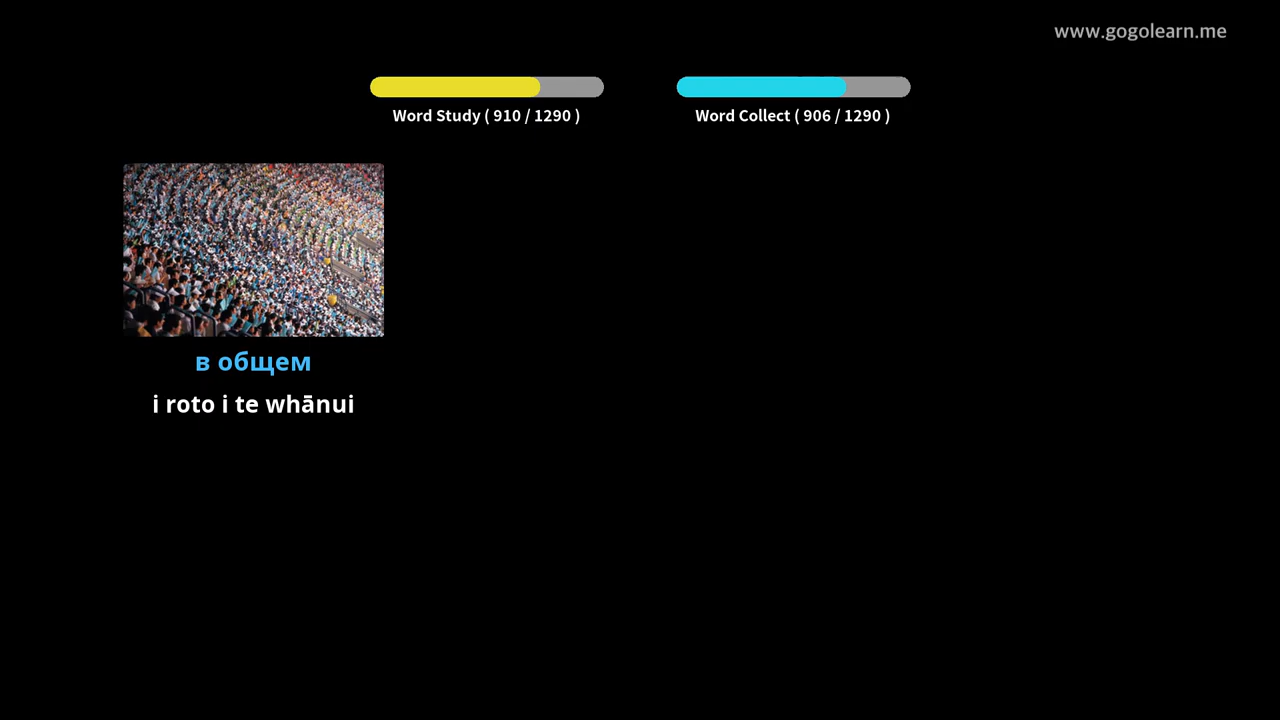 www.gogolearn.me
Word Study ( 910 / 1290 )
Word Collect ( 906 / 1290 )
в общем
i roto i te whānui